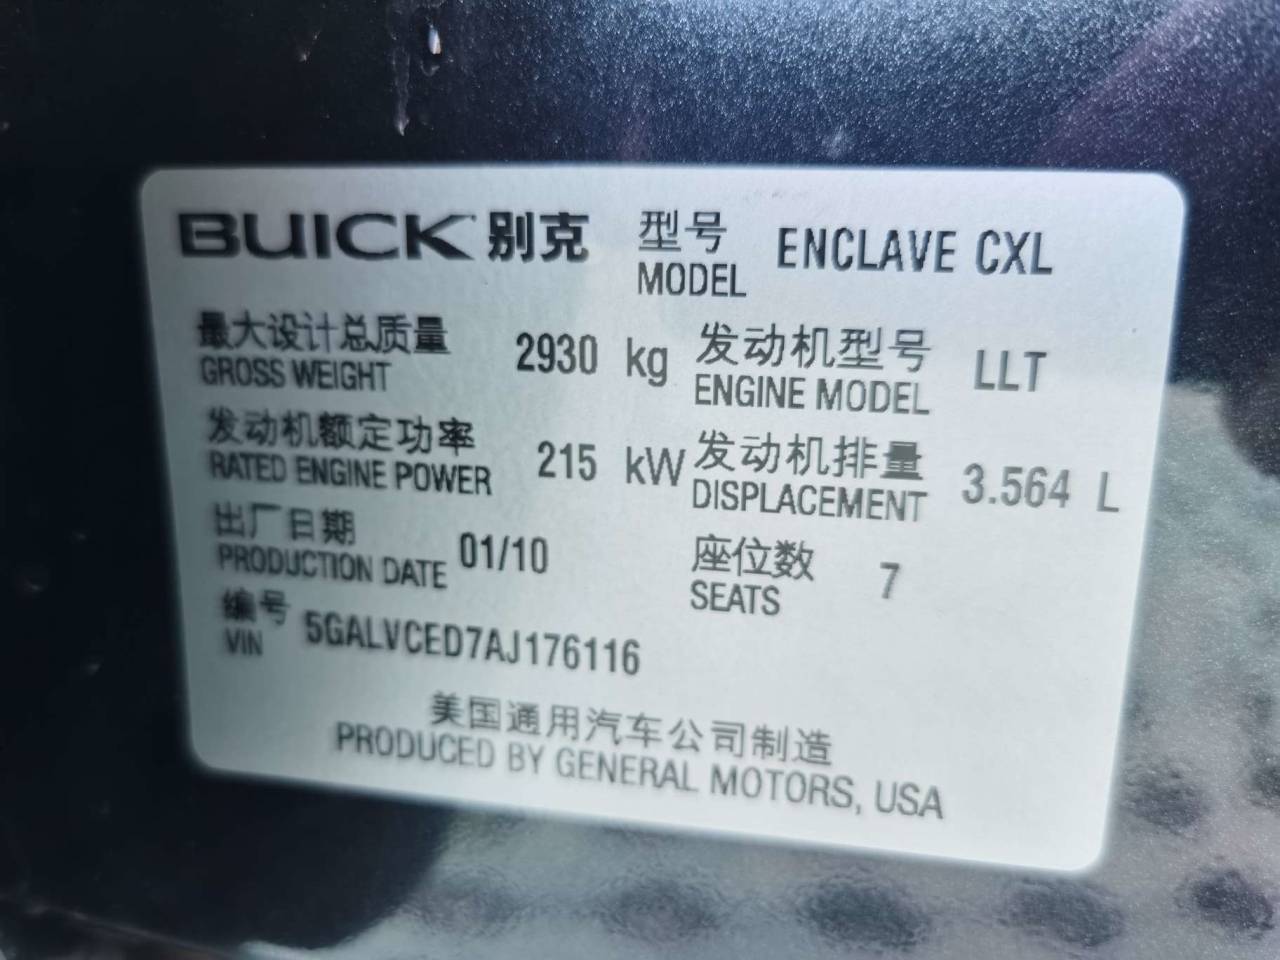 BUICK 别克 型号 ENCLAVE CXL
MODEL
最大设计总质量 2930 kg 发动机型号 LLT
GROSS WEIGHT ENGINE MODEL
发动机额定功率 215 kW 发动机排量 3.564 L
RATED ENGINE POWER DISPLACEMENT
出厂日期 01/10 座位数 7
PRODUCTION DATE SEATS
编号 5GALVCED7AJ176116
VIN
美国通用汽车公司制造
PRODUCED BY GENERAL MOTORS, USA